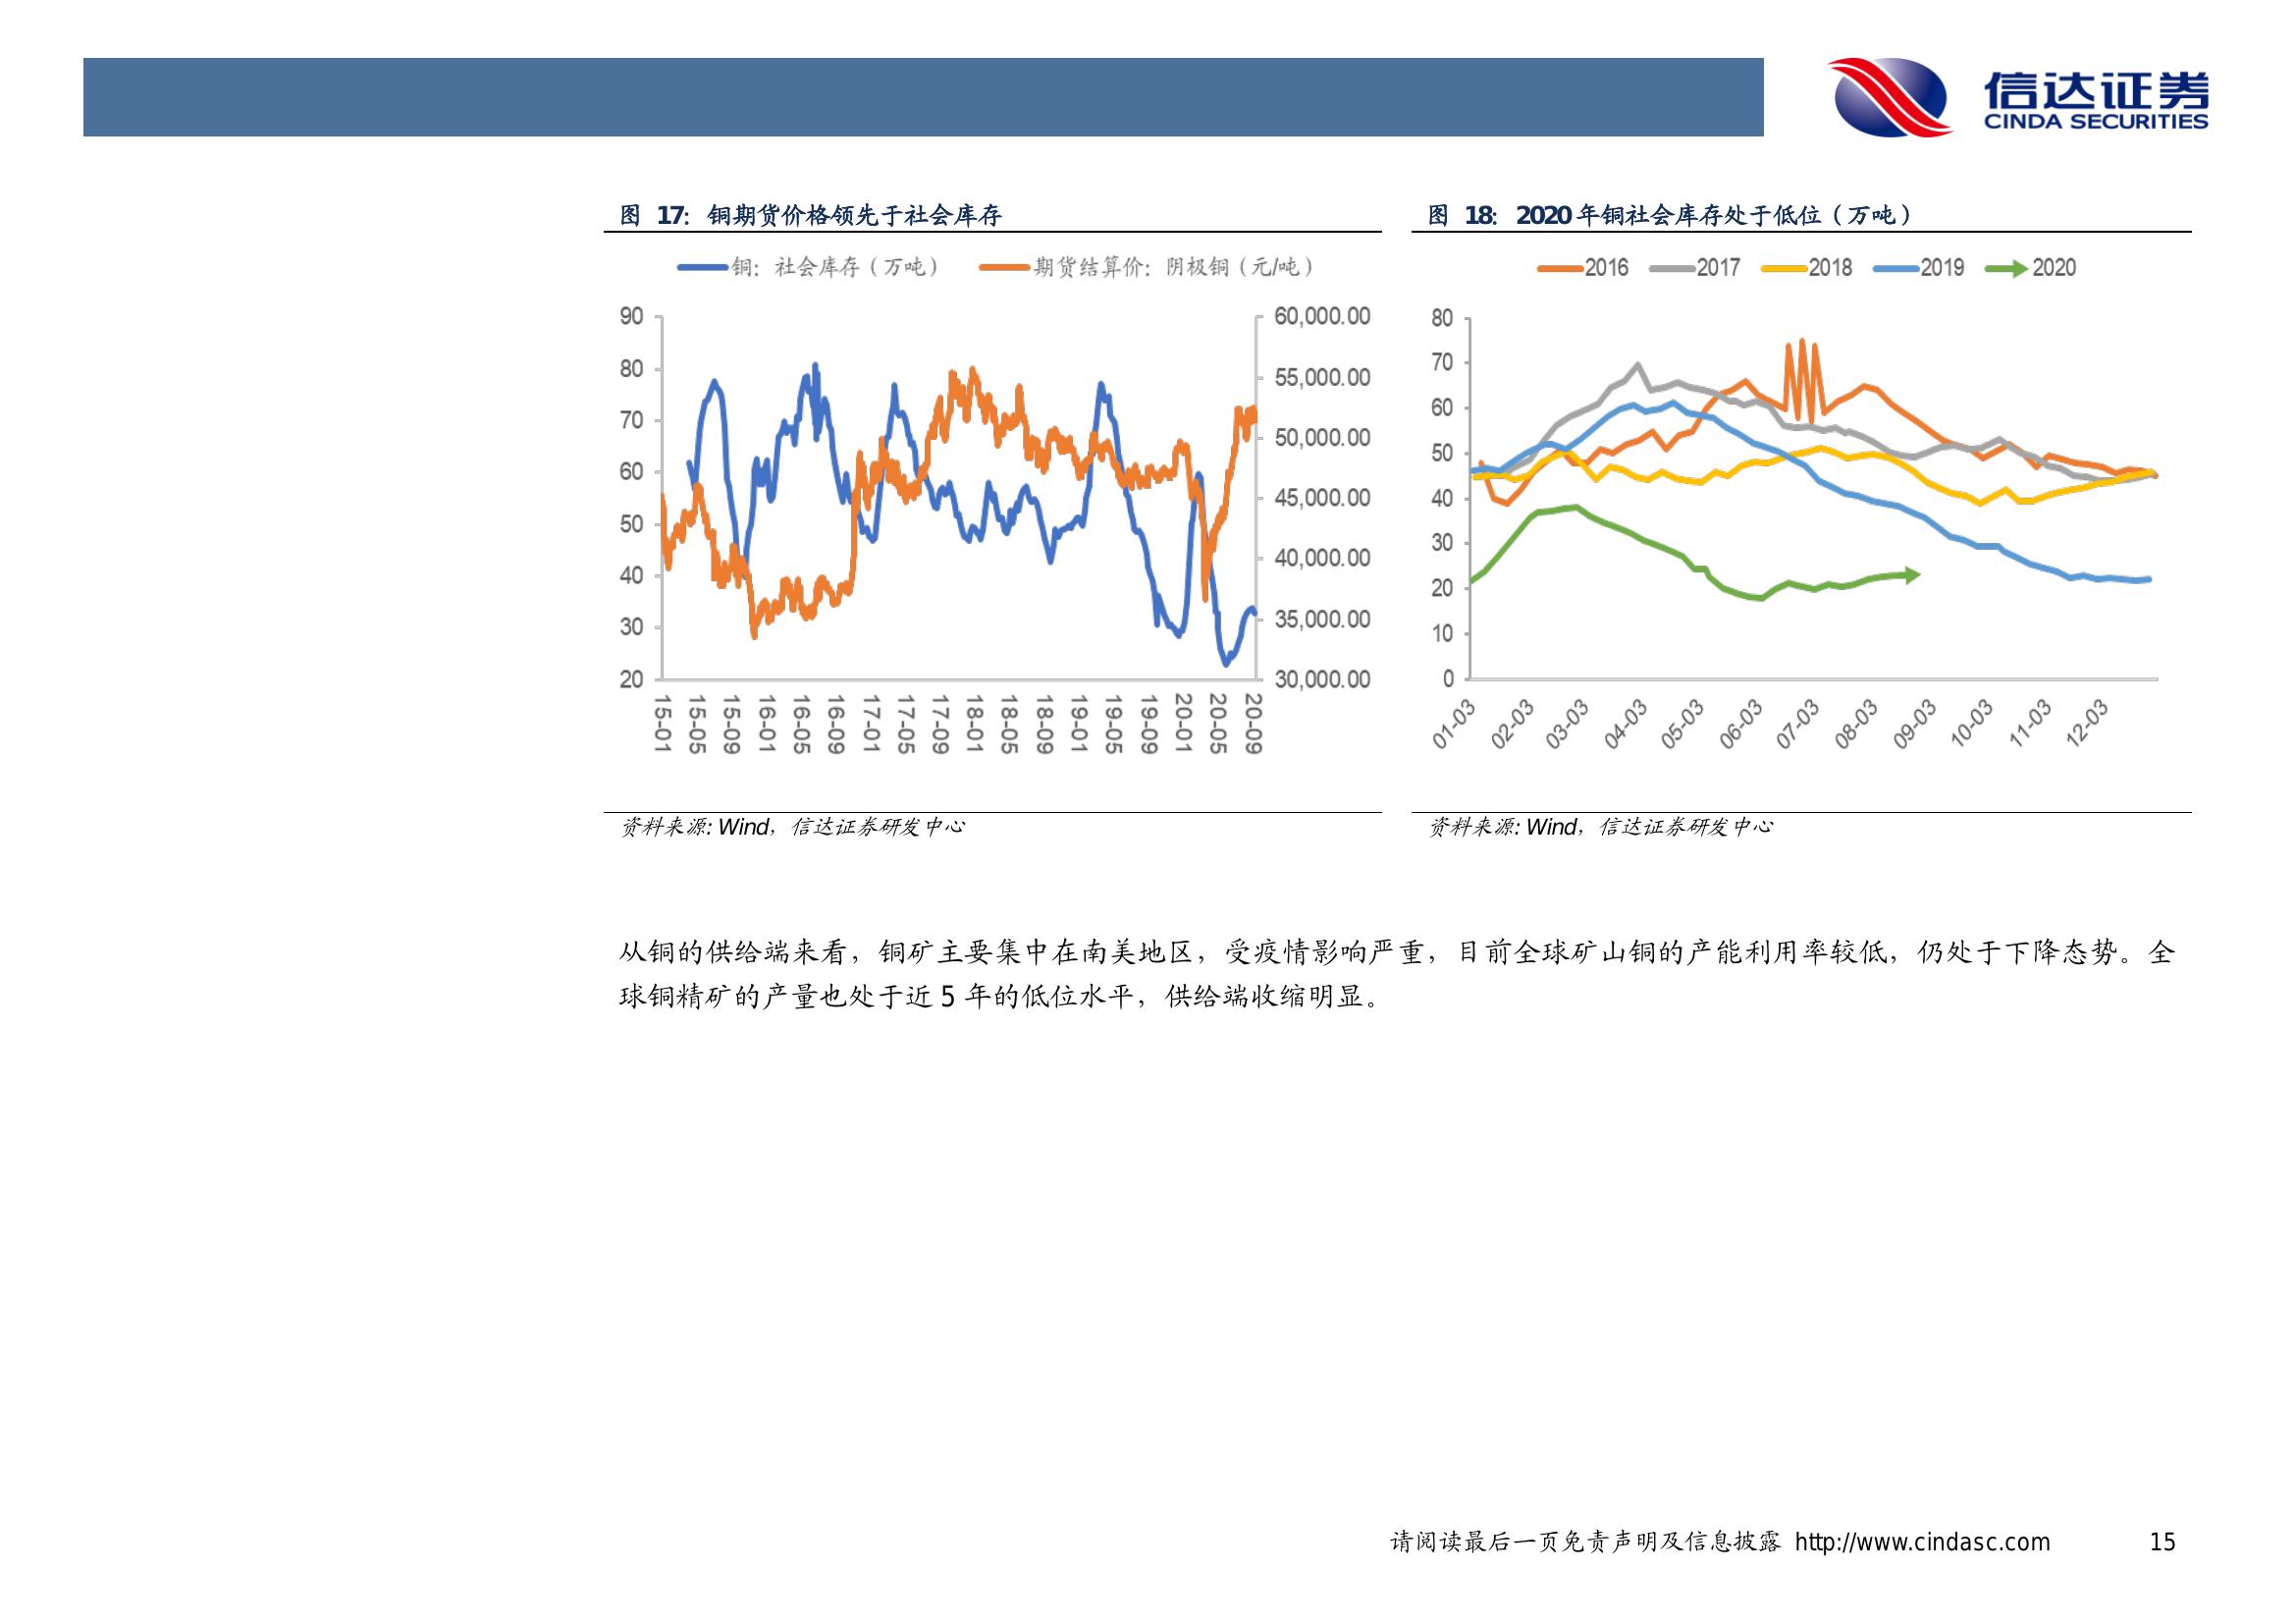 信达证券
CINDA SECURITIES
图 17：铜期货价格领先于社会库存
铜：社会库存（万吨） 期货结算价：阴极铜（元/吨）
90
80
70
60
50
40
30
20
60,000.00
55,000.00
50,000.00
45,000.00
40,000.00
35,000.00
30,000.00
15-01 15-05 15-09 16-01 16-05 16-09 17-01 17-05 17-09 18-01 18-05 18-09 19-01 19-05 19-09 20-01 20-05 20-09
资料来源: Wind，信达证券研发中心
图 18：2020年铜社会库存处于低位（万吨）
2016 2017 2018 2019 2020
80
70
60
50
40
30
20
10
0
01-03 02-03 03-03 04-03 05-03 06-03 07-03 08-03 09-03 10-03 11-03 12-03
资料来源: Wind，信达证券研发中心
从铜的供给端来看，铜矿主要集中在南美地区，受疫情影响严重，目前全球矿山铜的产能利用率较低，仍处于下降态势。全
球铜精矿的产量也处于近 5 年的低位水平，供给端收缩明显。
请阅读最后一页免责声明及信息披露 http://www.cindasc.com 15